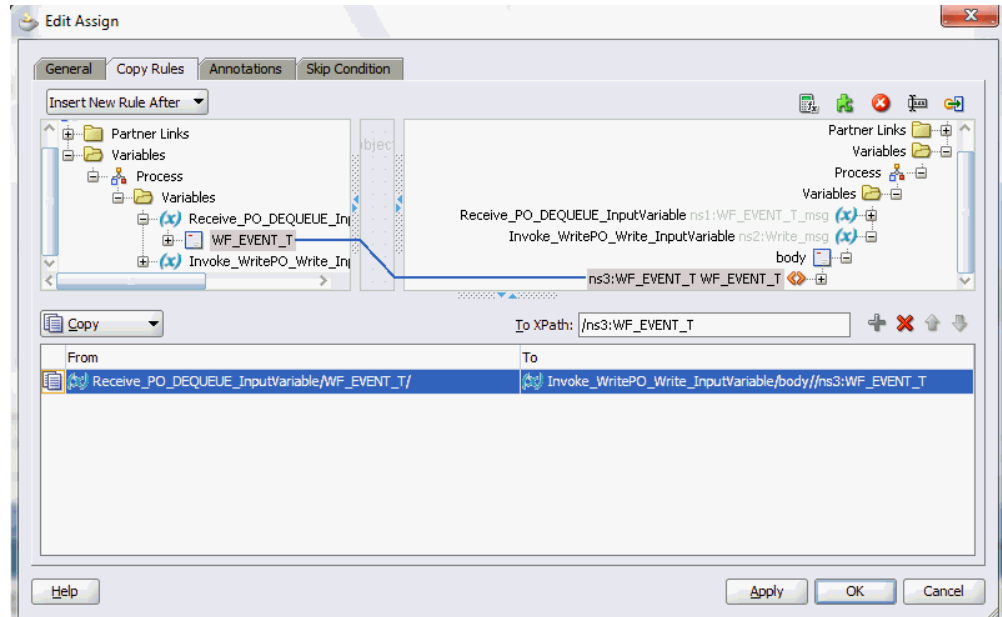 Edit Assign
General Copy Rules Annotations Skip Condition
Insert New Rule After
Partner Links
Variables
Process
Variables
Receive_PO_DEQUEUE_In
WF_EVENT_T
Invoke_WritePO_Write_In
Partner Links
Variables
Process
Variables
Receive_PO_DEQUEUE_InputVariable ns1:WF_EVENT_T_msg (x)
Invoke_WritePO_Write_InputVariable ns2:Write_msg (x)
body
ns3:WF_EVENT_T WF_EVENT_T
Copy To XPath: /ns3:WF_EVENT_T
From To
Receive_PO_DEQUEUE_InputVariable/WF_EVENT_T/ Invoke_WritePO_Write_InputVariable/body//ns3:WF_EVENT_T
Help Apply OK Cancel